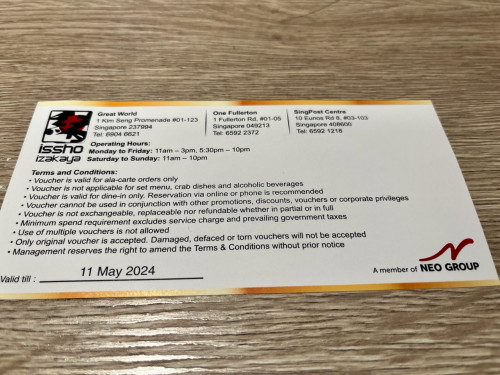 issho
izakaya
Great World
1 Kim Seng Promenade #01-123
Singapore 237994
Tel: 6904 6621
One Fullerton
1 Fullerton Rd, #01-05
Singapore 049213
Tel: 6592 2372
SingPost Centre
10 Eunos Rd 8, #03-103
Singapore 408600
Tel: 6592 1218
Operating Hours:
Monday to Friday: 11am – 3pm, 5:30pm – 10pm
Saturday to Sunday: 11am – 10pm
Terms and Conditions:
• Voucher is valid for ala-carte orders only
• Voucher is not applicable for set menu, crab dishes and alcoholic beverages
• Voucher is valid for dine-in only. Reservation via online or phone is recommended
• Voucher cannot be used in conjunction with other promotions, discounts, vouchers or corporate privileges
• Voucher is not exchangeable, replaceable nor refundable whether in partial or in full
• Minimum spend requirement excludes service charge and prevailing government taxes
• Use of multiple vouchers is not allowed
• Only original voucher is accepted. Damaged, defaced or torn vouchers will not be accepted
• Management reserves the right to amend the Terms & Conditions without prior notice
Valid till : 11 May 2024
A member of NEO GROUP